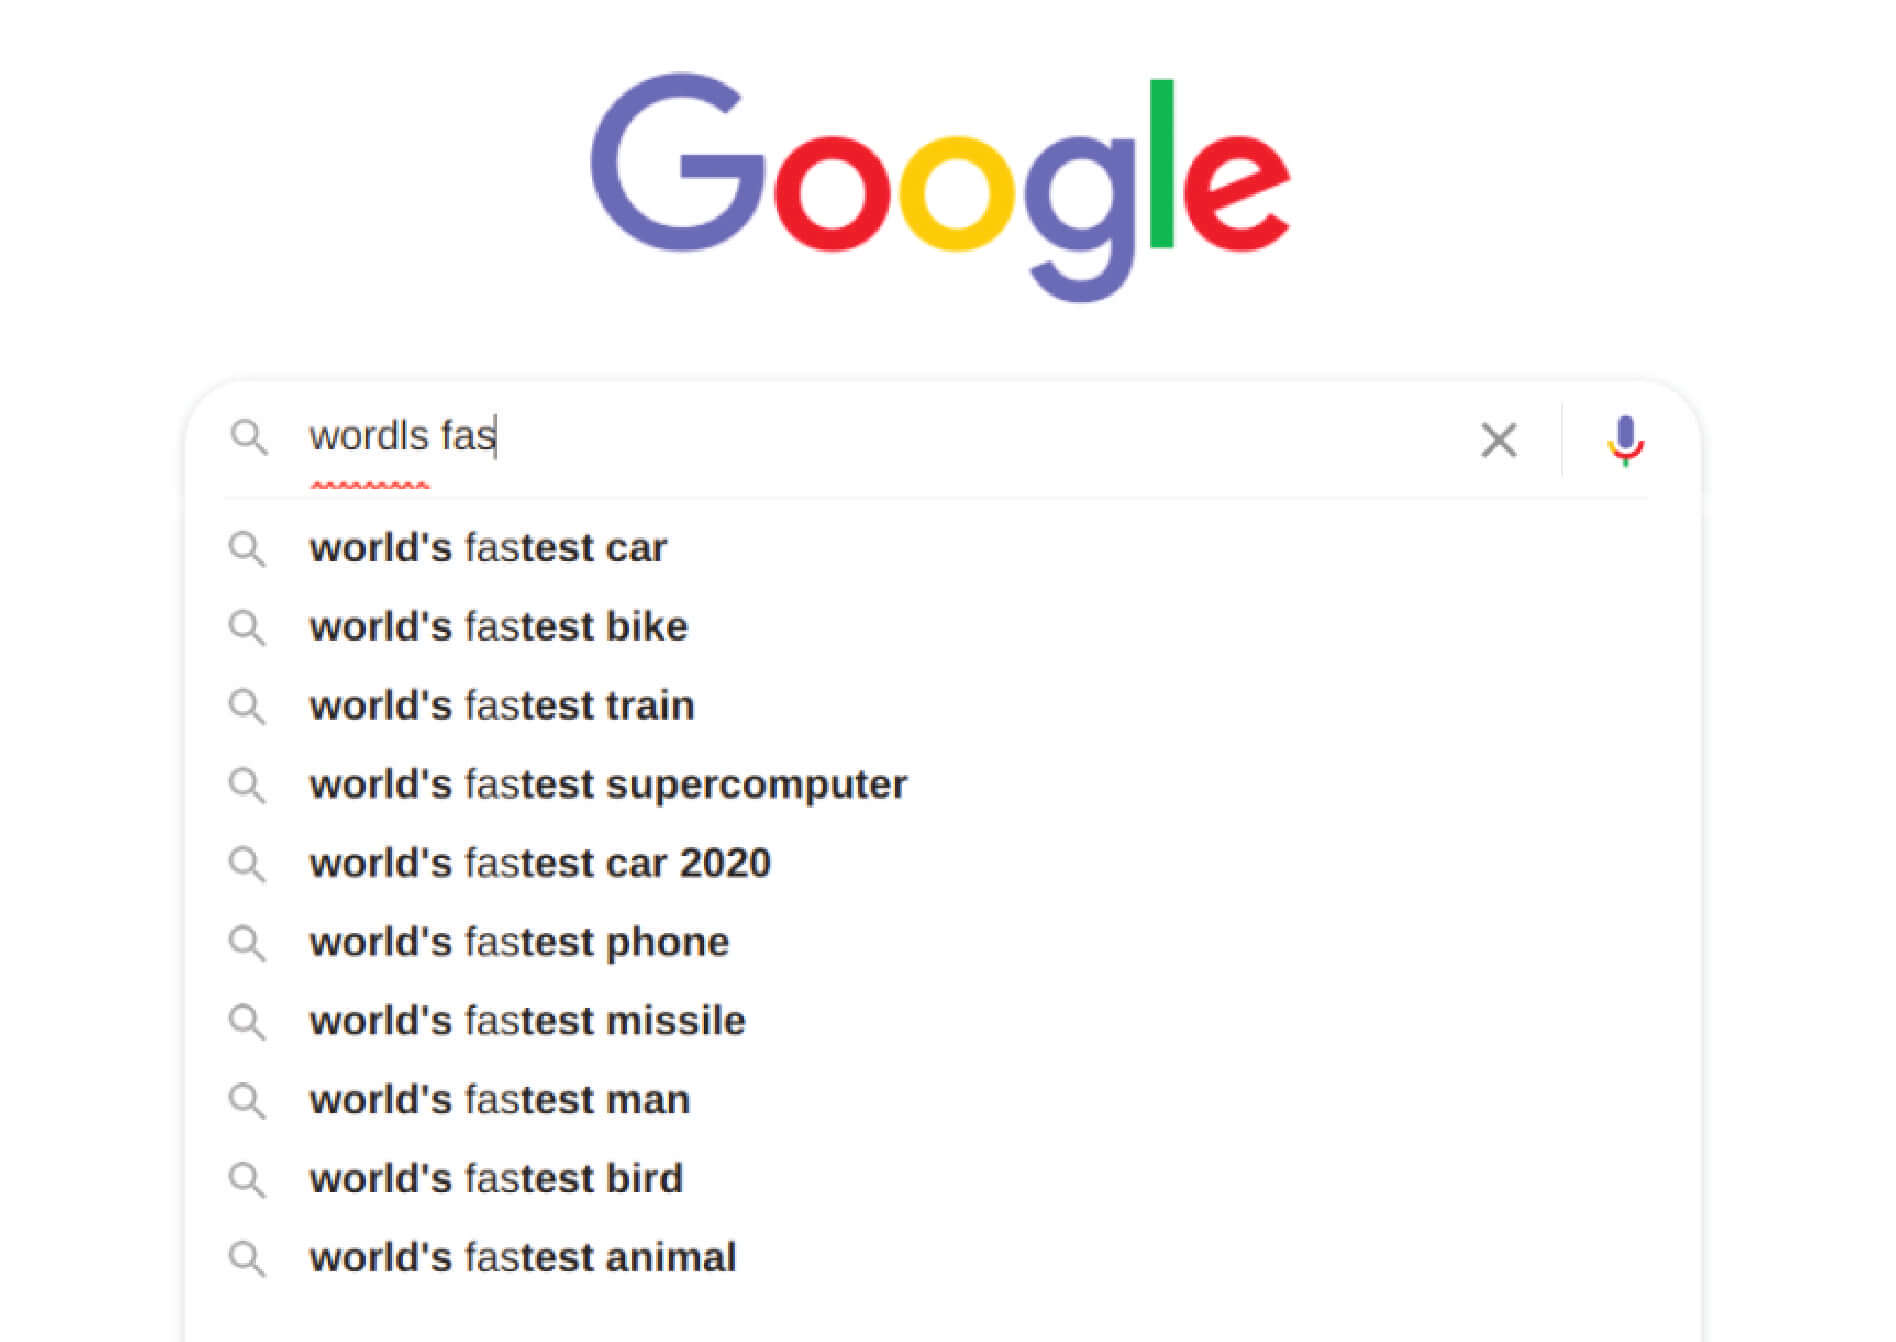 Google
wordls fas
world's fastest car
world's fastest bike
world's fastest train
world's fastest supercomputer
world's fastest car 2020
world's fastest phone
world's fastest missile
world's fastest man
world's fastest bird
world's fastest animal